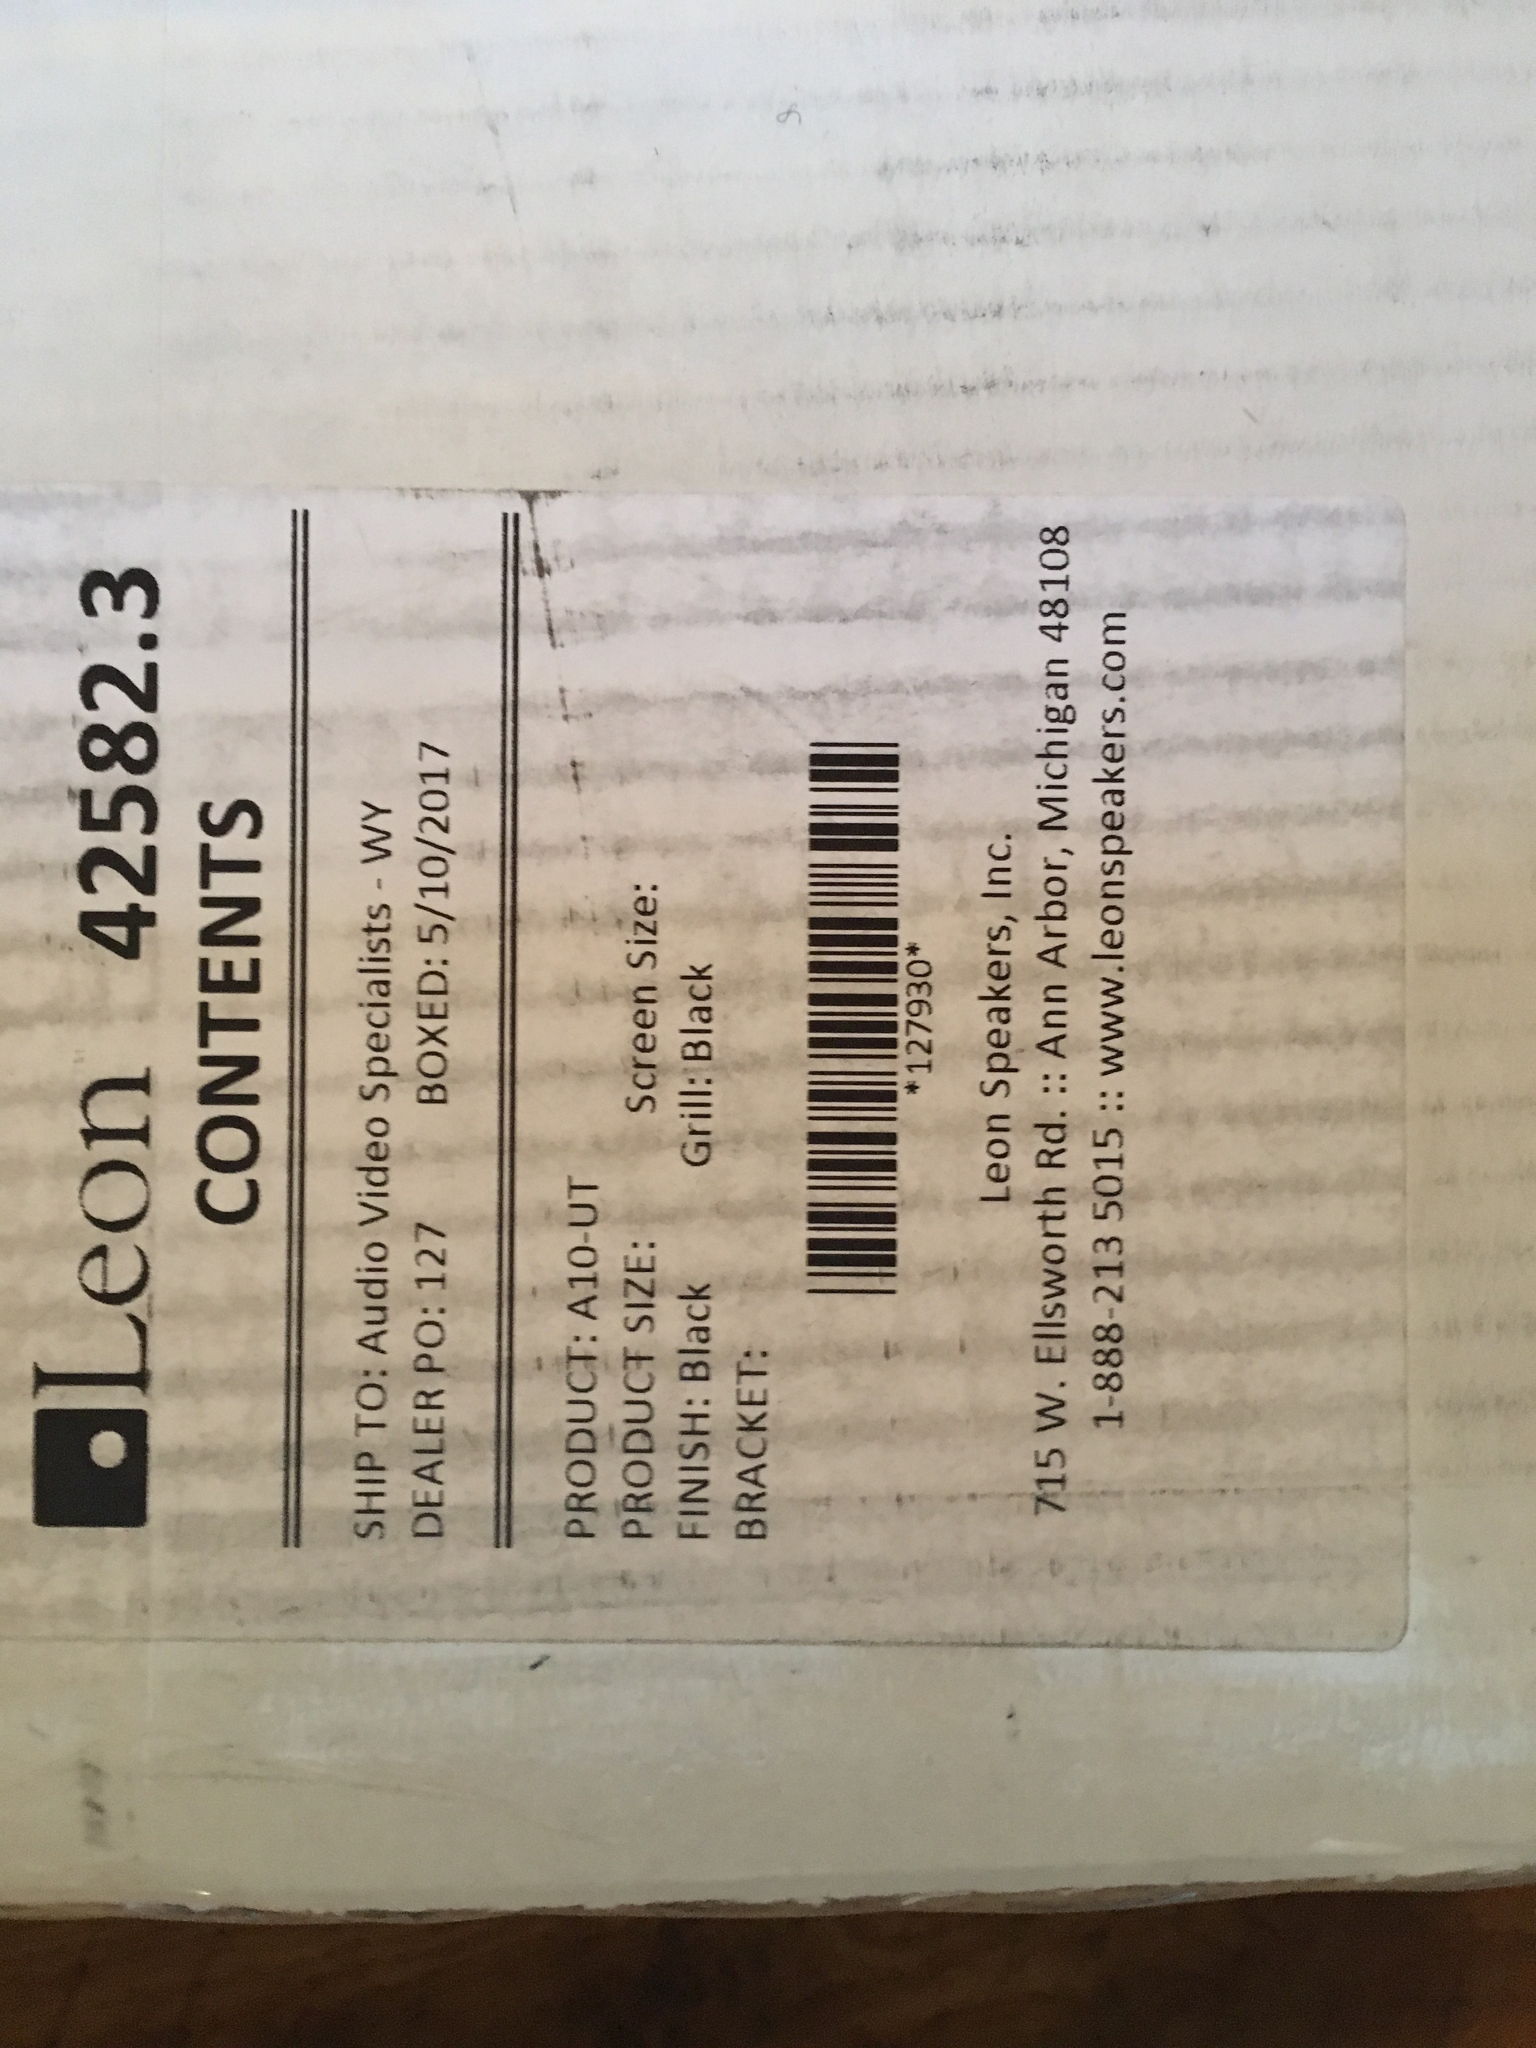 Leon 42582.3
CONTENTS
SHIP TO: Audio Video Specialists - WY
DEALER PO: 127 BOXED: 5/10/2017
PRODUCT: A10-UT
PRODUCT SIZE: Screen Size:
FINISH: Black Grill: Black
BRACKET:
*127930*
Leon Speakers, Inc.
715 W. Ellsworth Rd. :: Ann Arbor, Michigan 48108
1-888-213 5015 :: www.leonspeakers.com